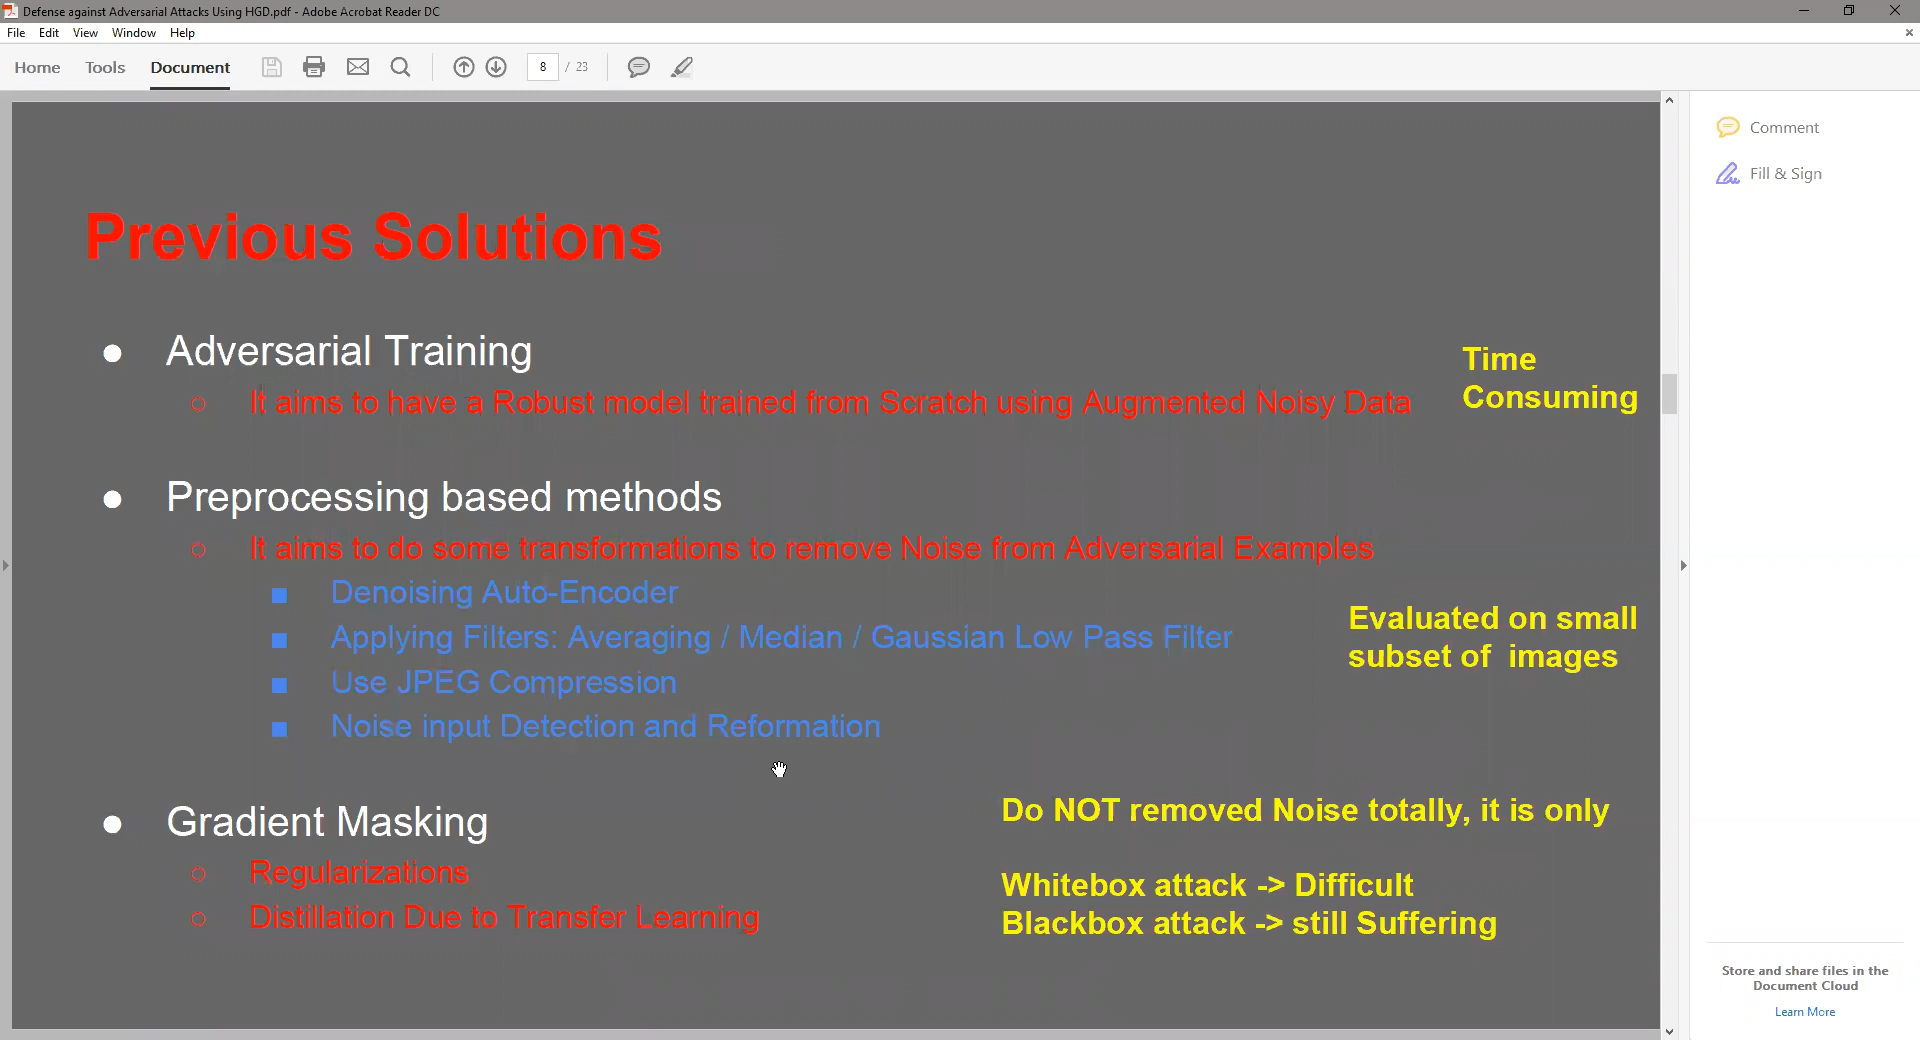 Defense against Adversarial Attacks Using HGD.pdf - Adobe Acrobat Reader DC
File Edit View Window Help
Home Tools Document 8 / 23
Comment
Fill & Sign
Previous Solutions
Adversarial Training
It aims to have a Robust model trained from Scratch using Augmented Noisy Data
Time
Consuming
Preprocessing based methods
It aims to do some transformations to remove Noise from Adversarial Examples
Denoising Auto-Encoder
Applying Filters: Averaging / Median / Gaussian Low Pass Filter
Use JPEG Compression
Noise input Detection and Reformation
Evaluated on small
subset of images
Gradient Masking
Regularizations
Distillation Due to Transfer Learning
Do NOT removed Noise totally, it is only
Whitebox attack -> Difficult
Blackbox attack -> still Suffering
Store and share files in the
Document Cloud
Learn More